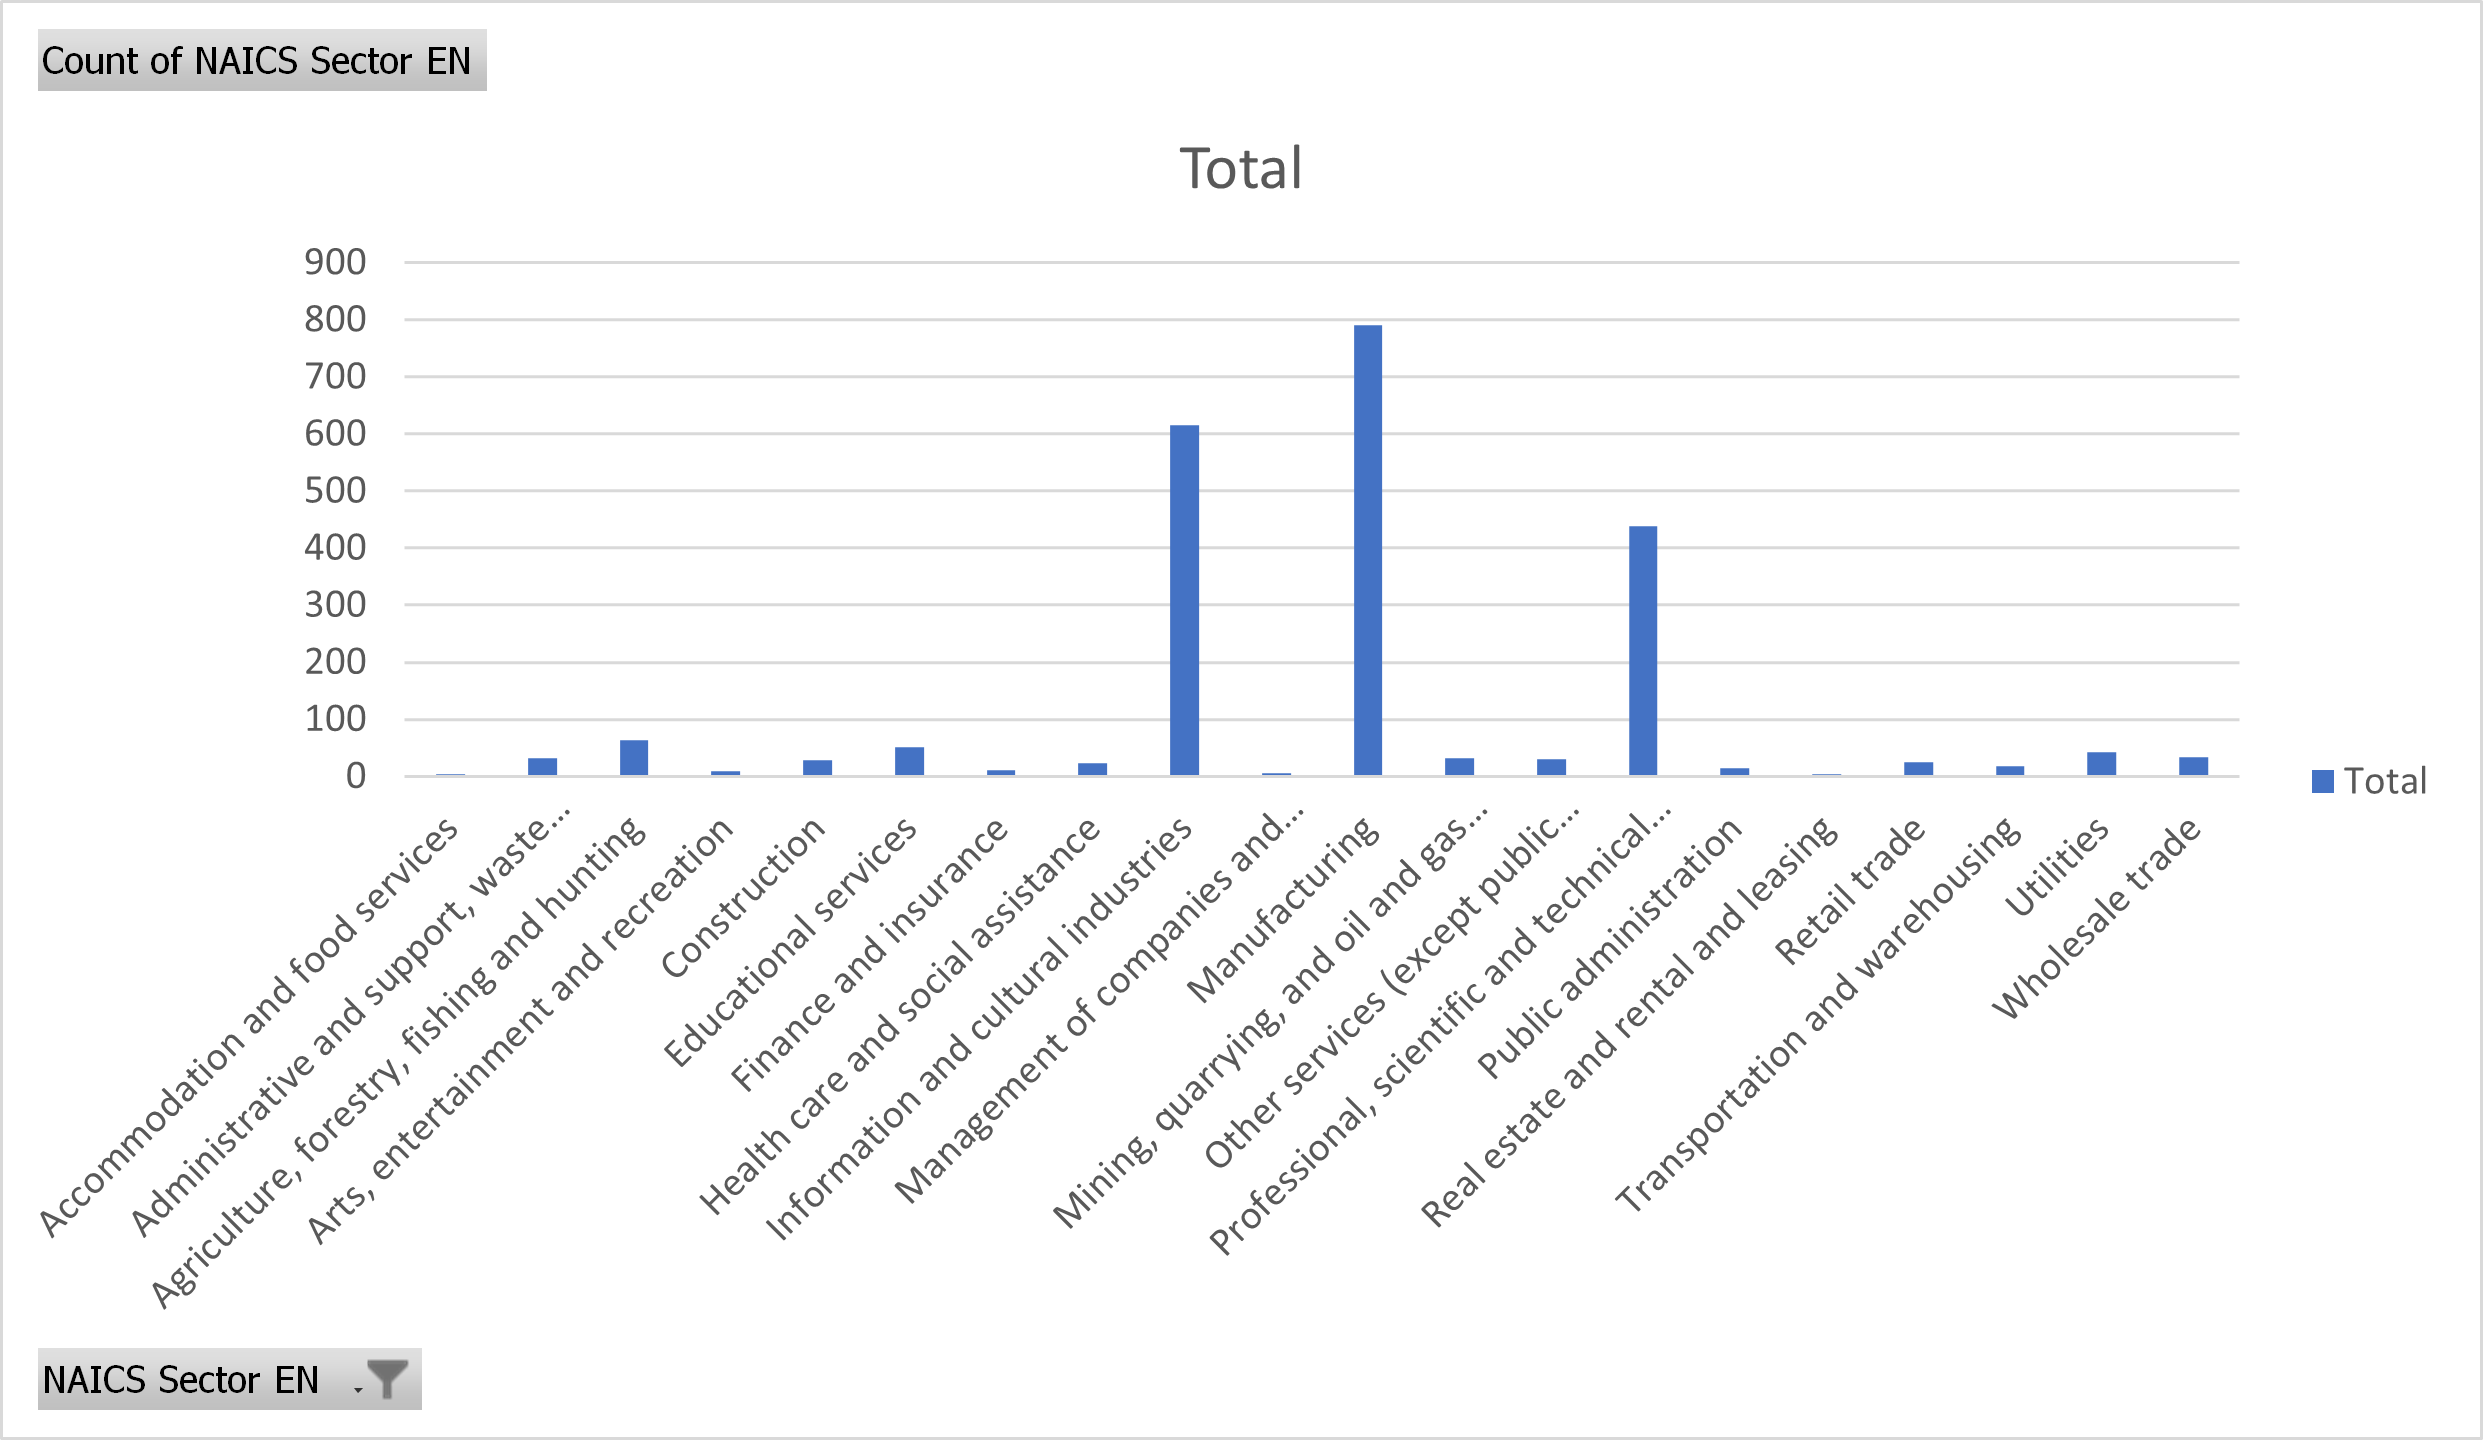 Count of NAICS Sector EN
Total
900
800
700
600
500
400
300
200
100
0
Accommodation and food services
Administrative and support, waste...
Agriculture, forestry, fishing and hunting
Arts, entertainment and recreation
Construction
Educational services
Finance and insurance
Health care and social assistance
Information and cultural industries
Management of companies and...
Manufacturing
Mining, quarrying, and oil and gas...
Other services (except public...
Professional, scientific and technical...
Public administration
Real estate and rental and leasing
Retail trade
Transportation and warehousing
Utilities
Wholesale trade
Total
NAICS Sector EN